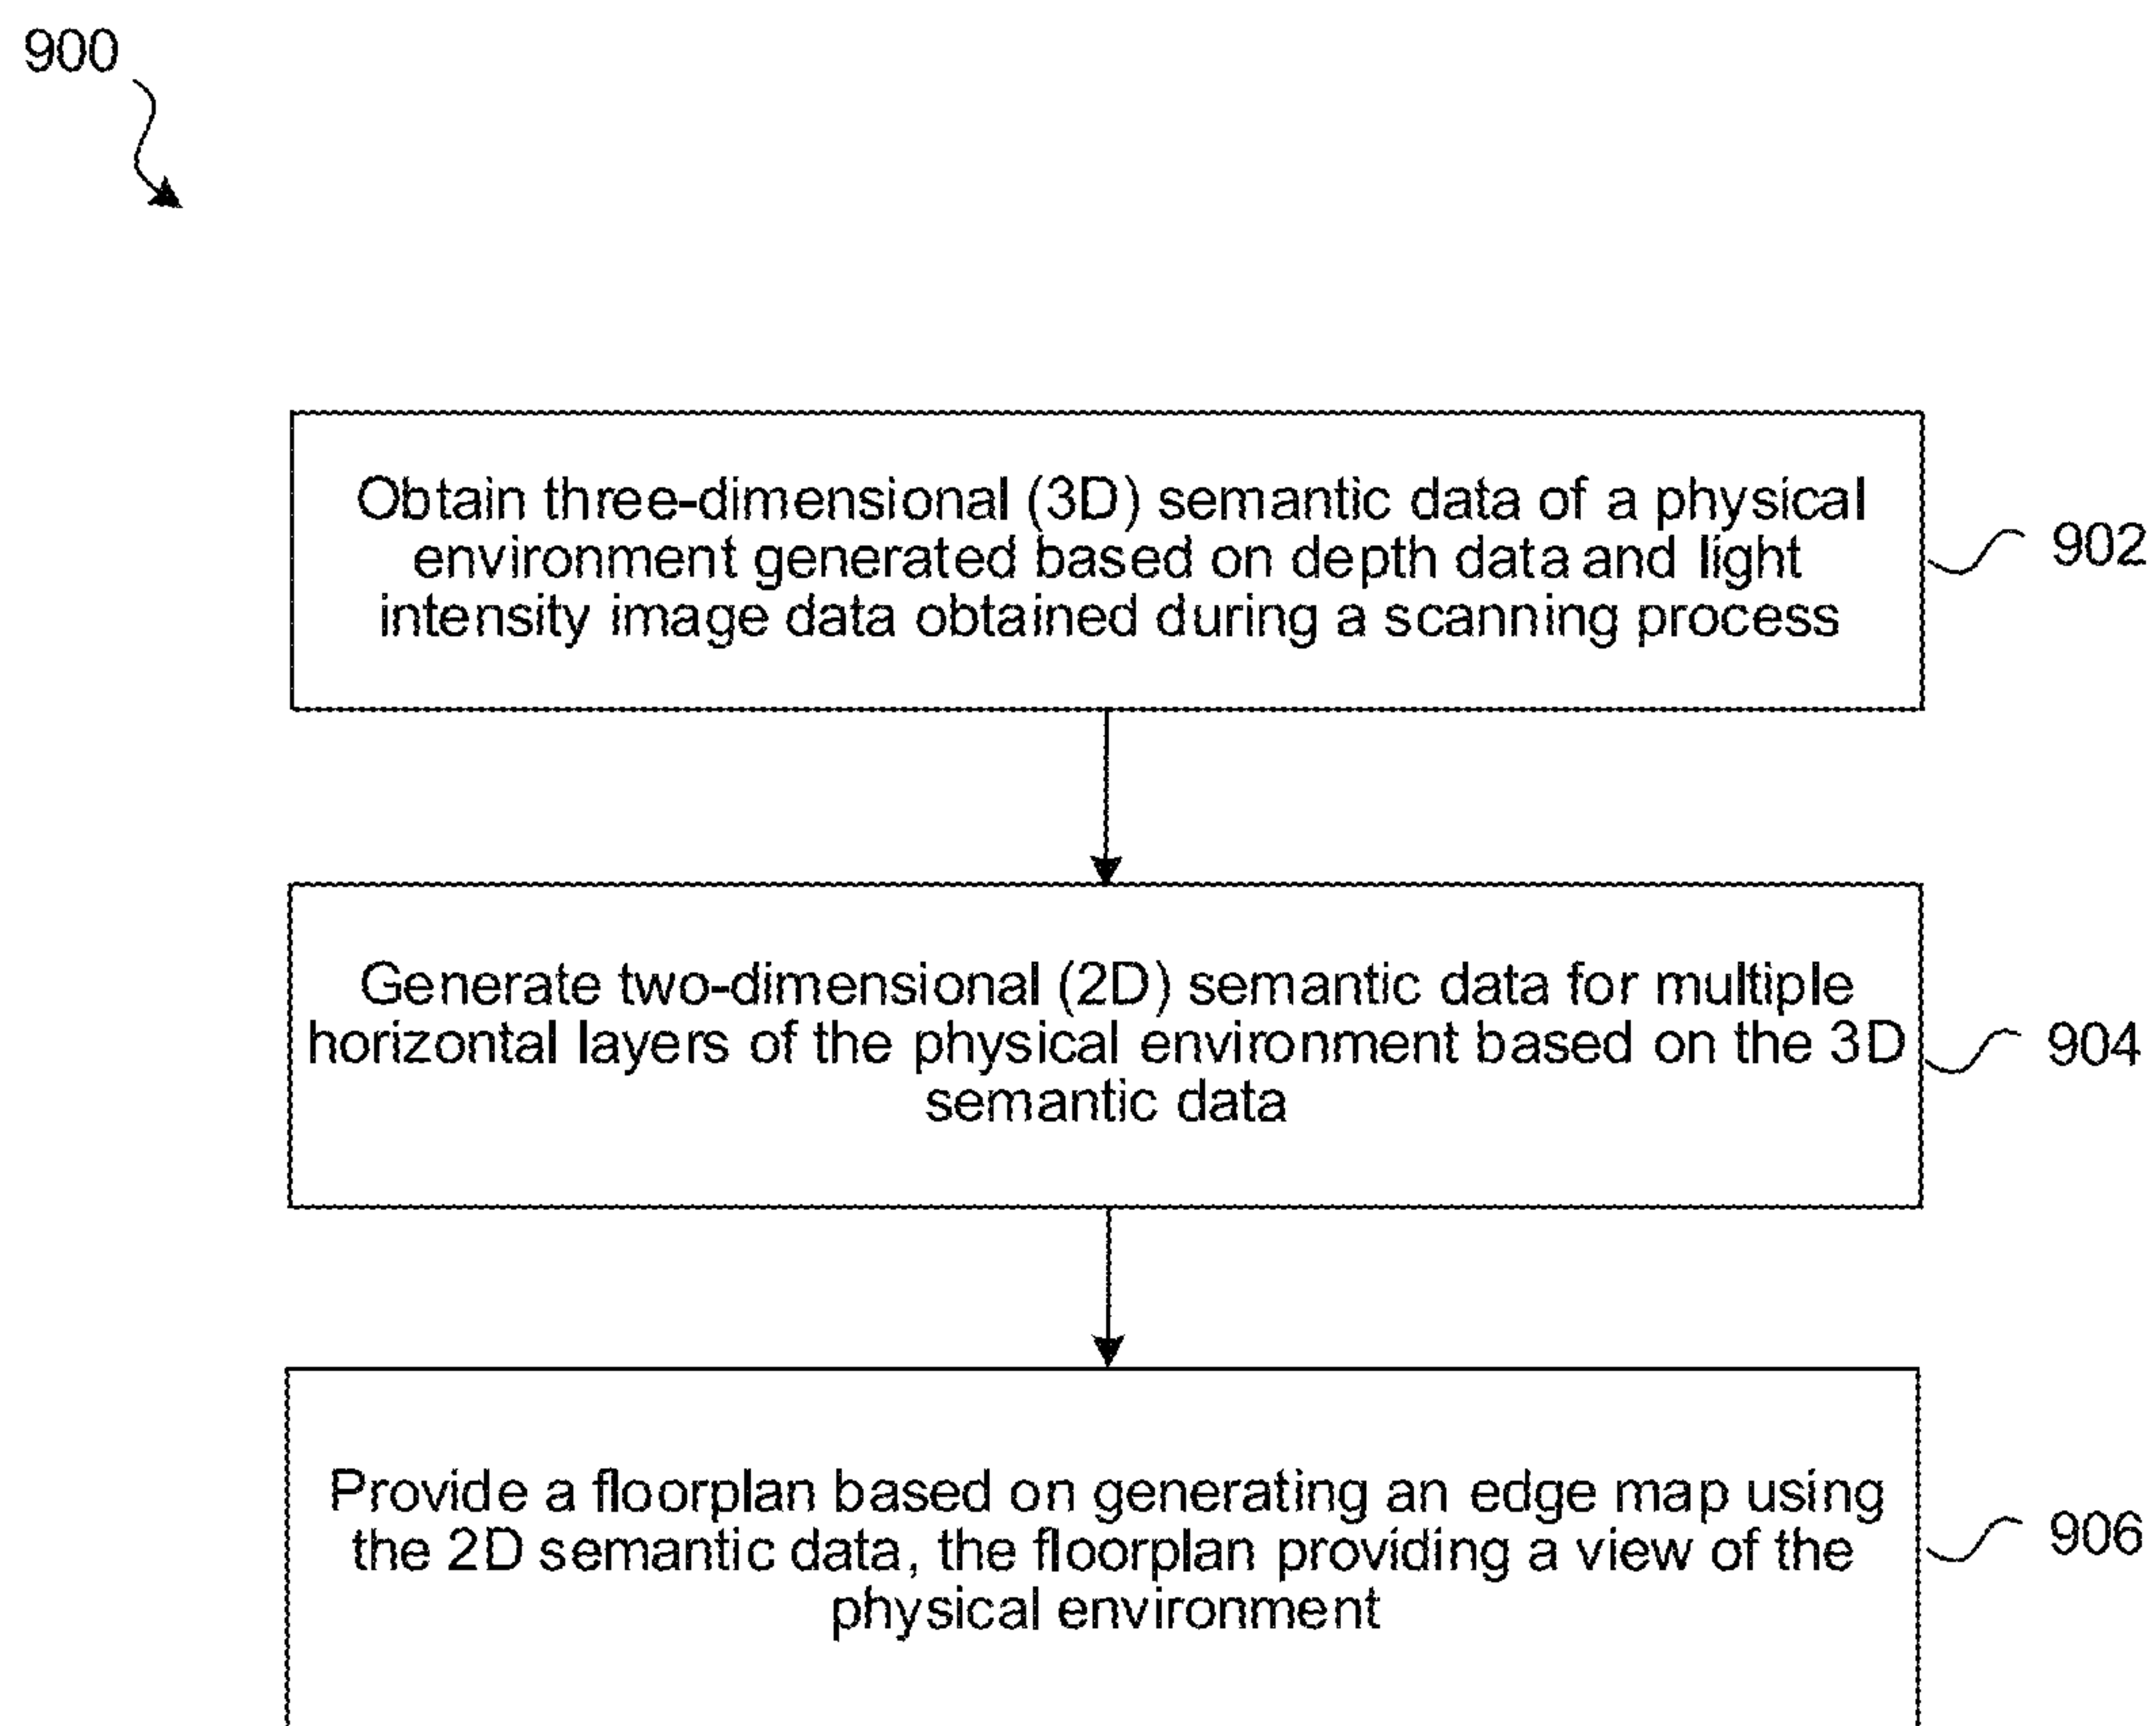 900
Obtain three-dimensional (3D) semantic data of a physical
environment generated based on depth data and light
intensity image data obtained during a scanning process
902
Generate two-dimensional (2D) semantic data for multiple
horizontal layers of the physical environment based on the 3D
semantic data
904
Provide a floorplan based on generating an edge map using
the 2D semantic data, the floorplan providing a view of the
physical environment
906